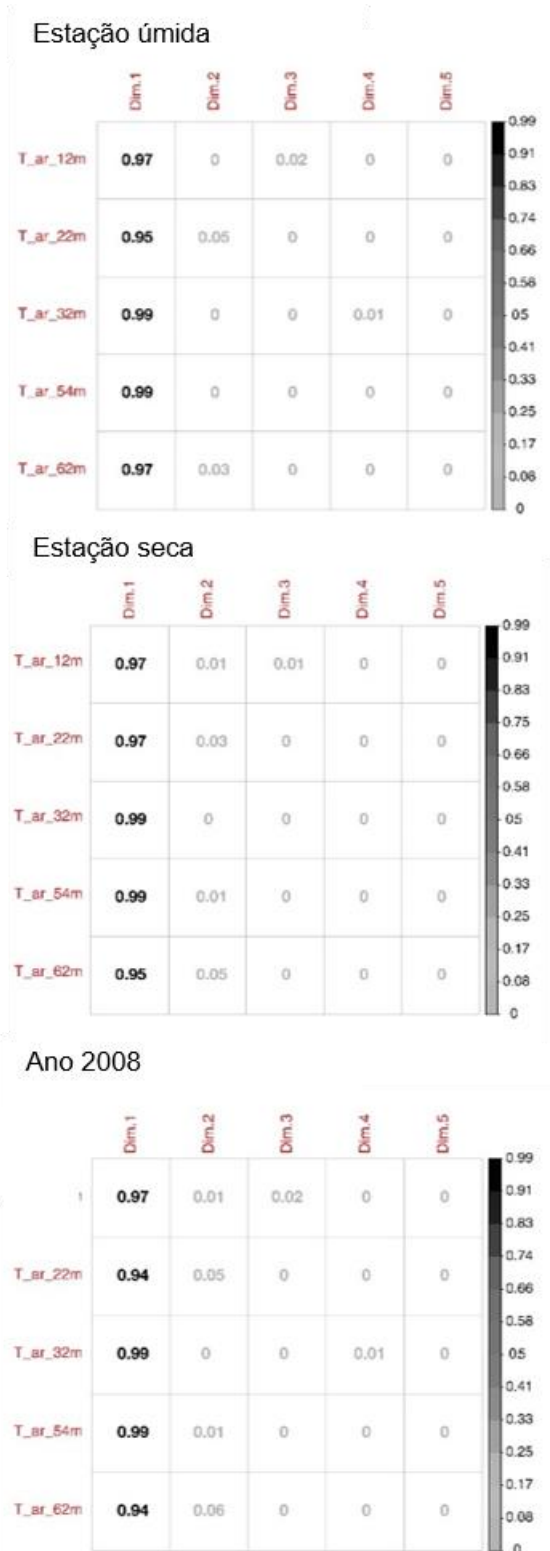 Estação úmida
Dim.1 Dim.2 Dim.3 Dim.4 Dim.5
T_ar_12m 0.97 0 0.02 0 0
T_ar_22m 0.95 0.05 0 0 0
T_ar_32m 0.99 0 0 0.01 0
T_ar_54m 0.99 0 0 0 0
T_ar_62m 0.97 0.03 0 0 0
0.99
0.91
0.83
0.74
0.66
0.58
05
0.41
0.33
0.25
0.17
0.08
0
Estação seca
Dim.1 Dim.2 Dim.3 Dim.4 Dim.5
T_ar_12m 0.97 0.01 0.01 0 0
T_ar_22m 0.97 0.03 0 0 0
T_ar_32m 0.99 0 0 0 0
T_ar_54m 0.99 0.01 0 0 0
T_ar_62m 0.95 0.05 0 0 0
0.99
0.91
0.83
0.75
0.66
0.58
05
0.41
0.33
0.25
0.17
0.08
0
Ano 2008
Dim.1 Dim.2 Dim.3 Dim.4 Dim.5
0.97 0.01 0.02 0 0
T_ar_22m 0.94 0.05 0 0 0
T_ar_32m 0.99 0 0 0.01 0
T_ar_54m 0.99 0.01 0 0 0
T_ar_62m 0.94 0.06 0 0 0
0.99
0.91
0.83
0.74
0.66
0.58
05
0.41
0.33
0.25
0.17
0.08
0